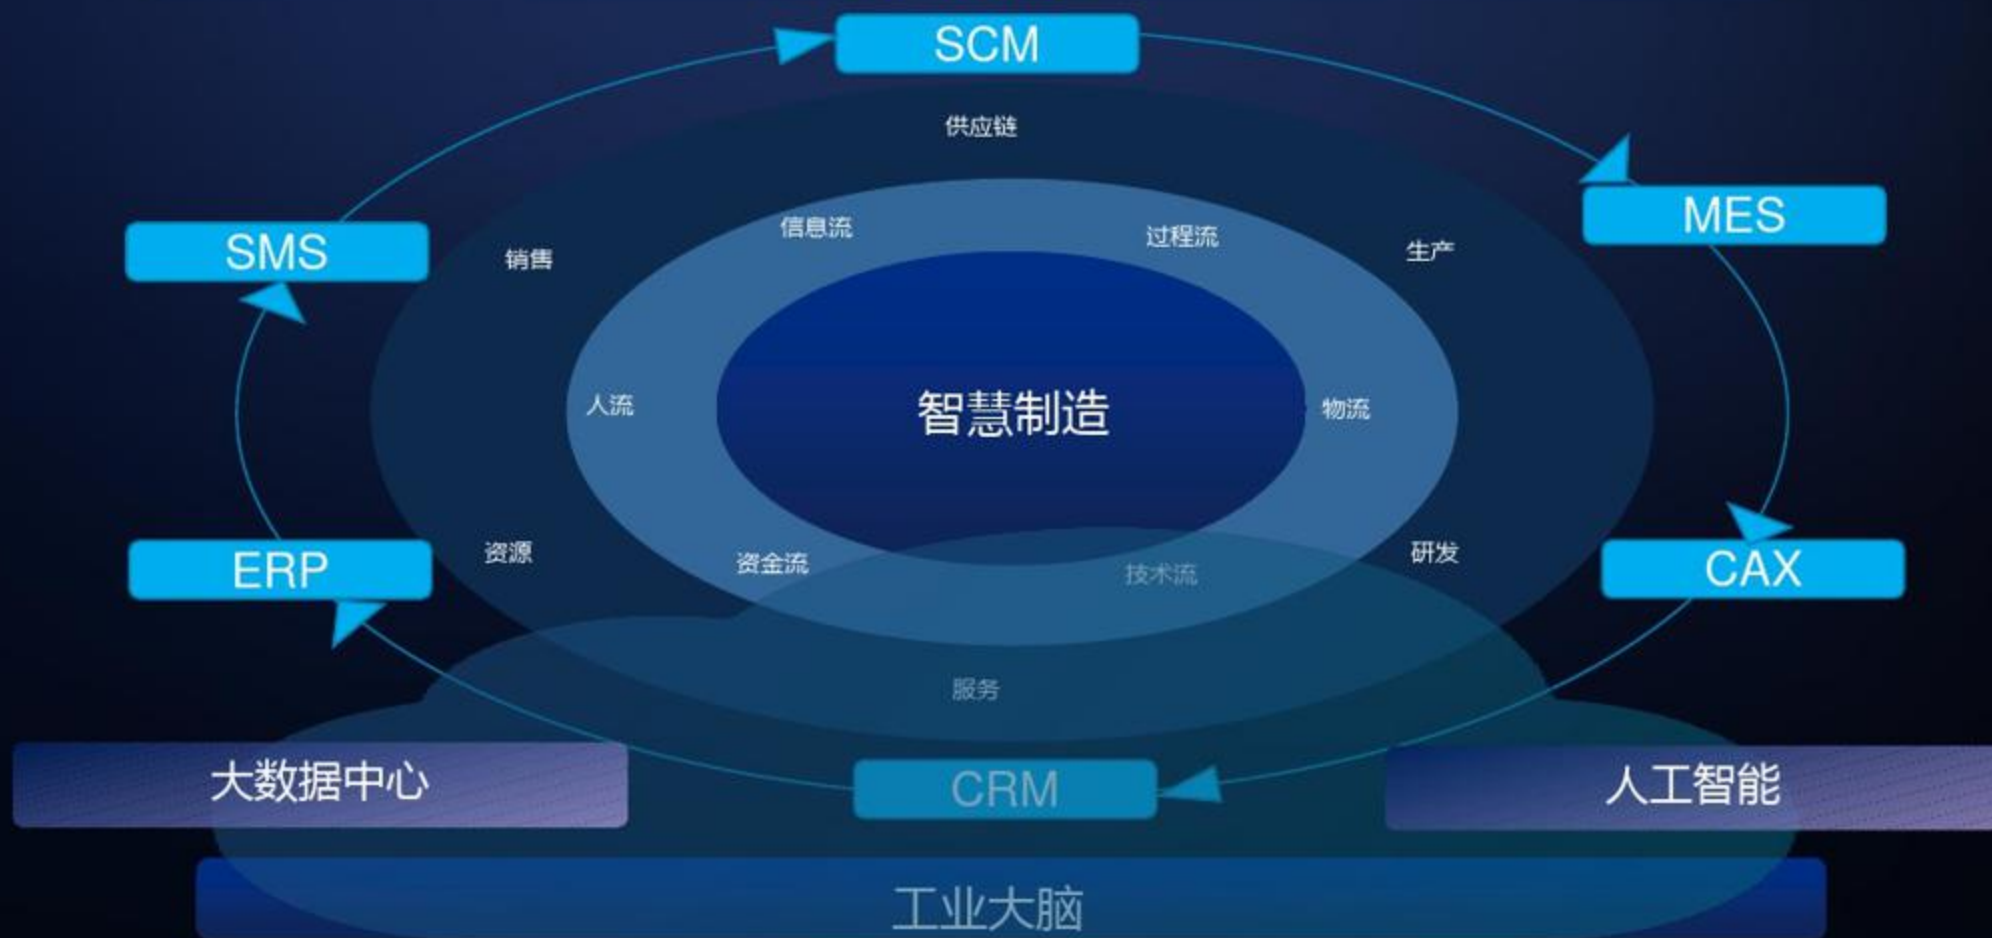 SCM
供应链
MES
SMS
信息流
过程流
生产
销售
人流
智慧制造
物流
ERP
资源
资金流
技术流
研发
CAX
服务
大数据中心
CRM
人工智能
工业大脑